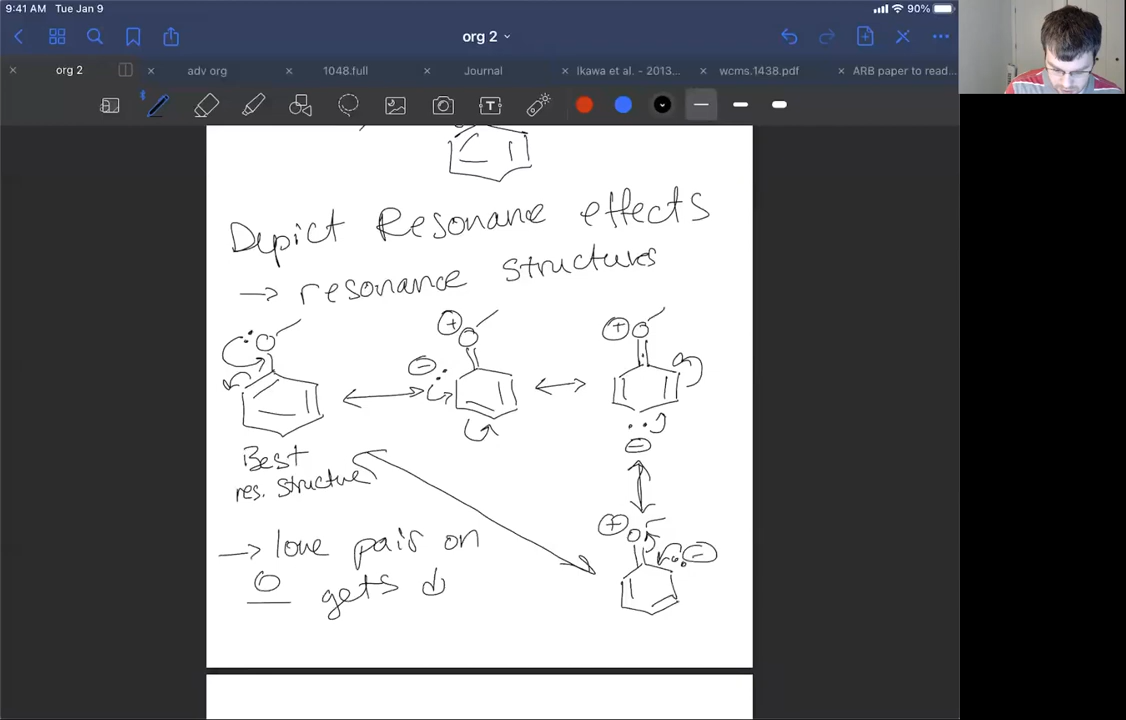 9:41 AM Tue Jan 9
90%
org 2
org 2
adv org
1048.full
Journal
Ikawa et al. - 2013...
wcms.1438.pdf
ARB paper to read...
T
Depict Resonance effects
→ resonance structures
O
⊕ O
⊖
⊕ O
⊖
Best
res. structure
⊕ O
⊖
→ lone pair on
O gets d